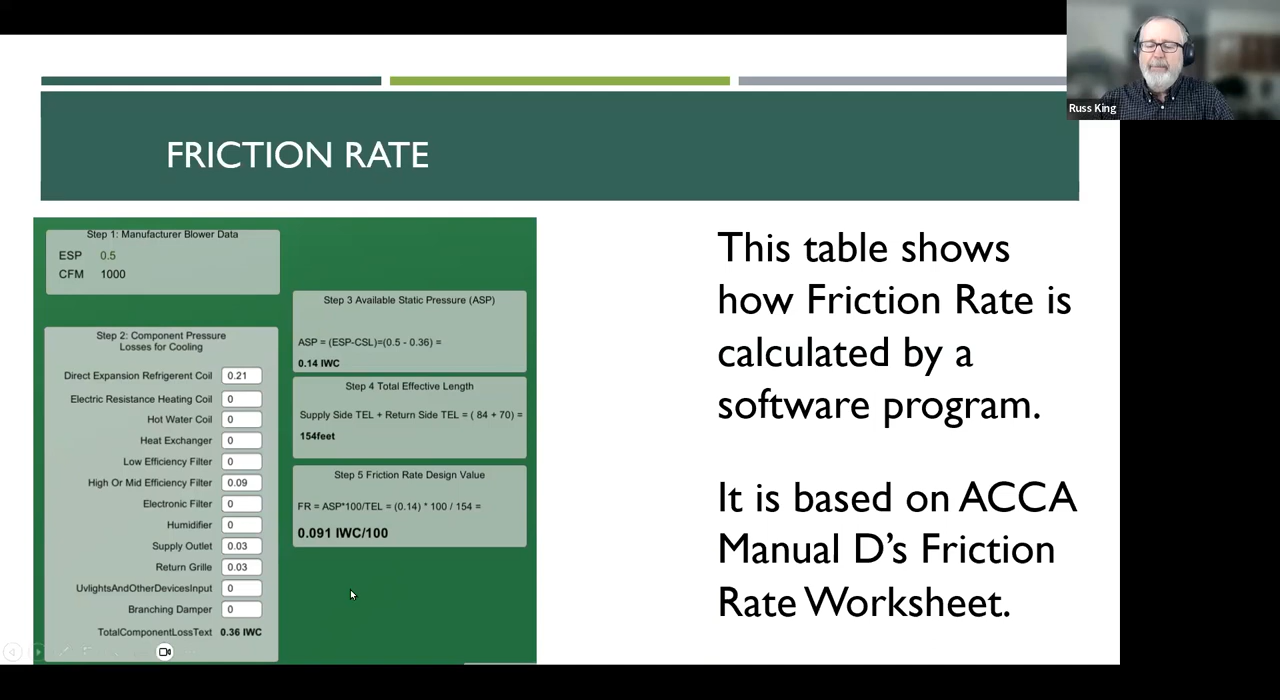 Russ King
FRICTION RATE
Step 1: Manufacturer Blower Data
ESP 0.5
CFM 1000
Step 2: Component Pressure
Losses for Cooling
Direct Expansion Refrigerent Coil 0.21
Electric Resistance Heating Coil 0
Hot Water Coil 0
Heat Exchanger 0
Low Efficiency Filter 0
High Or Mid Efficiency Filter 0.09
Electronic Filter 0
Humidifier 0
Supply Outlet 0.03
Return Grille 0.03
UvlightsAndOtherDevicesInput 0
Branching Damper 0
TotalComponentLossText 0.36 IWC
Step 3 Available Static Pressure (ASP)
ASP = (ESP-CSL)=(0.5 - 0.36) =
0.14 IWC
Step 4 Total Effective Length
Supply Side TEL + Return Side TEL = ( 84 + 70) =
154feet
Step 5 Friction Rate Design Value
FR = ASP*100/TEL = (0.14) * 100 / 154 =
0.091 IWC/100
This table shows
how Friction Rate is
calculated by a
software program.
It is based on ACCA
Manual D’s Friction
Rate Worksheet.